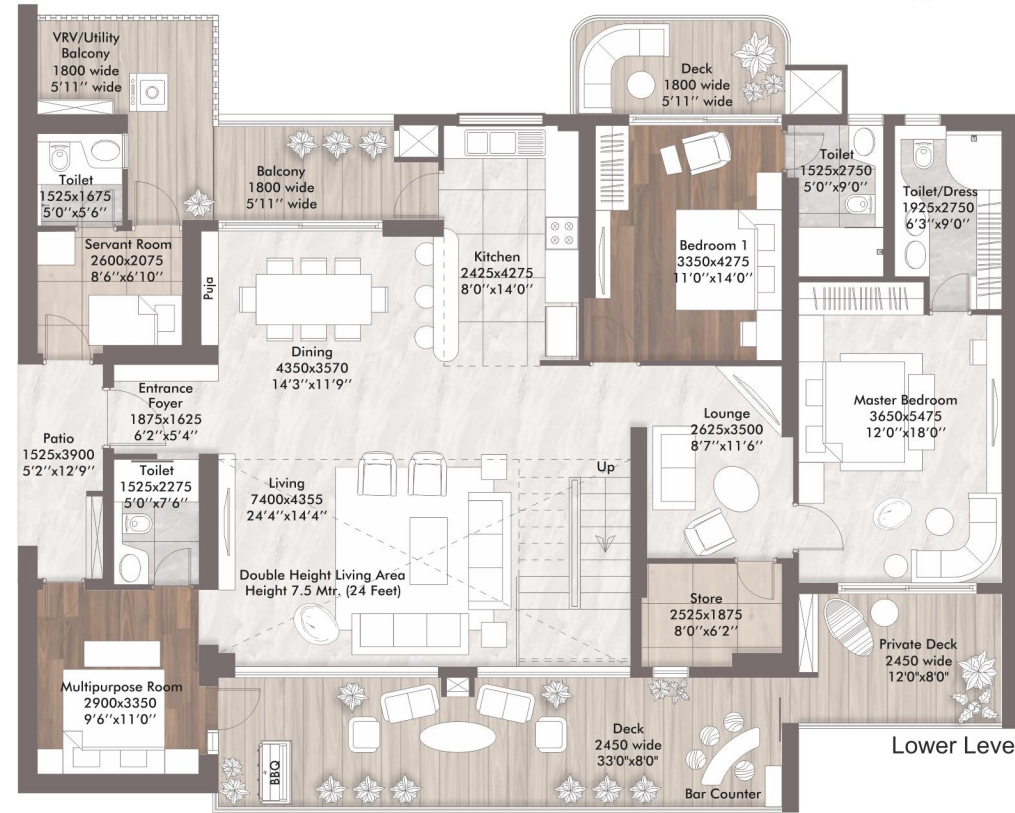 VRV/Utility
Balcony
1800 wide
5'11'' wide
Deck
1800 wide
5'11'' wide
Toilet
1525x1675
5'0''x5'6''
Balcony
1800 wide
5'11'' wide
Toilet
1525x2750
5'0''x9'0''
Toilet/Dress
1925x2750
6'3''x9'0''
Servant Room
2600x2075
8'6''x6'10''
Puja
Kitchen
2425x4275
8'0''x14'0''
Bedroom 1
3350x4275
11'0''x14'0''
Dining
4350x3570
14'3''x11'9''
Entrance
Foyer
1875x1625
6'2''x5'4''
Patio
1525x3900
5'2''x12'9''
Lounge
2625x3500
8'7''x11'6''
Master Bedroom
3650x5475
12'0''x18'0''
Toilet
1525x2275
5'0''x7'6''
Living
7400x4355
24'4''x14'4''
Up
Double Height Living Area
Height 7.5 Mtr. (24 Feet)
Store
2525x1875
8'0''x6'2''
Private Deck
2450 wide
12'0"x8'0"
Multipurpose Room
2900x3350
9'6''x11'0''
Deck
2450 wide
33'0"x8'0"
BBQ
Bar Counter
Lower Leve